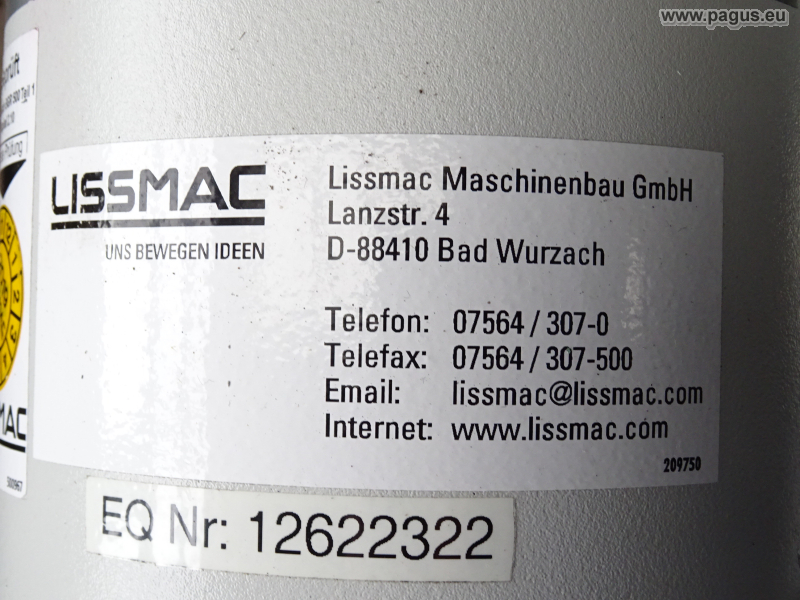 www.pagus.eu
LISSMAC
UNS BEWEGEN IDEEN
Lissmac Maschinenbau GmbH
Lanzstr. 4
D-88410 Bad Wurzach
Telefon: 07564 / 307-0
Telefax: 07564 / 307-500
Email: lissmac@lissmac.com
Internet: www.lissmac.com
209750
EQ Nr: 12622322